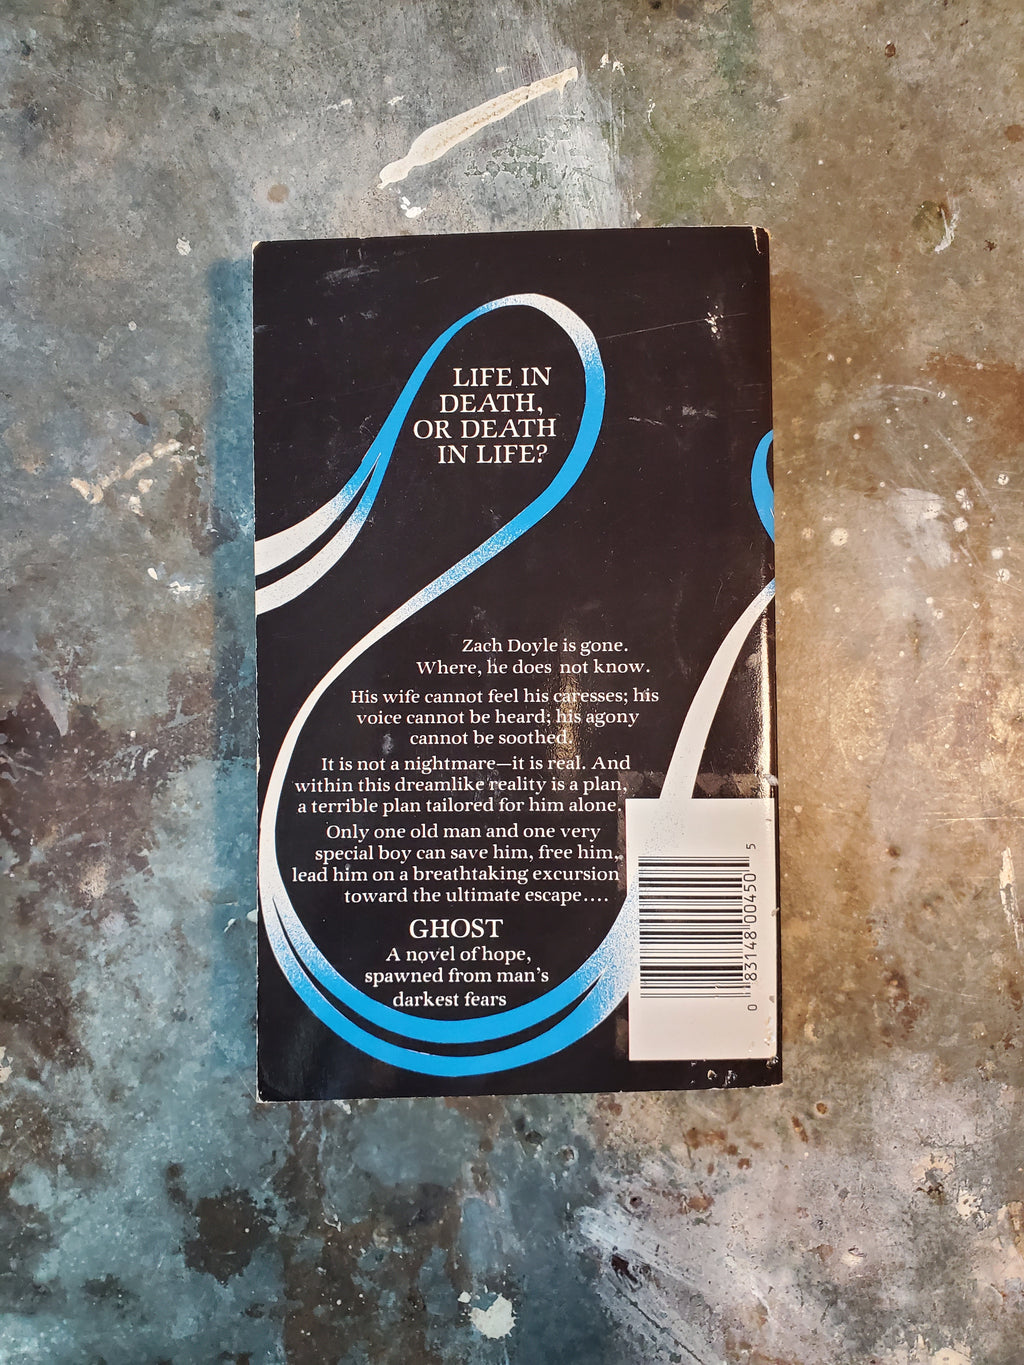 LIFE IN
DEATH,
OR DEATH
IN LIFE?
Zach Doyle is gone.
Where, he does not know.
His wife cannot feel his caresses; his
voice cannot be heard; his agony
cannot be soothed.
It is not a nightmare—it is real. And
within this dreamlike reality is a plan,
a terrible plan tailored for him alone.
Only one old man and one very
special boy can save him, free him,
lead him on a breathtaking excursion
toward the ultimate escape....
GHOST
A novel of hope,
spawned from man's
darkest fears
0 83148 00450 5